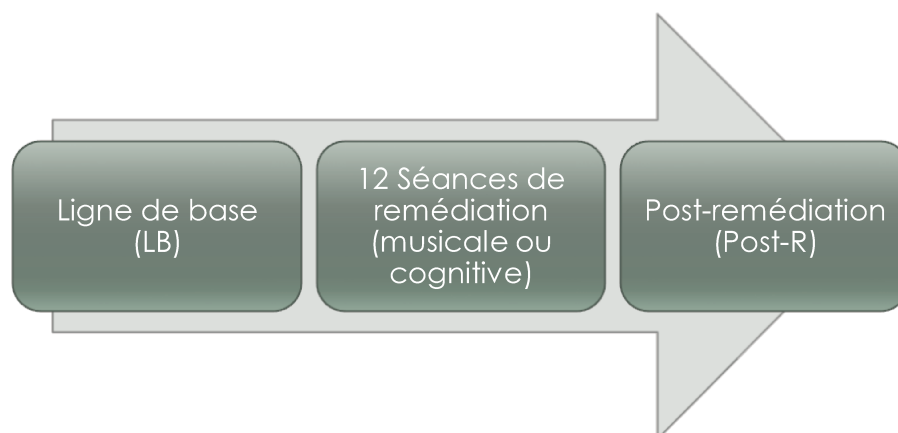 Ligne de base
(LB)
12 Séances de
remédiation
(musicale ou
cognitive)
Post-remédiation
(Post-R)